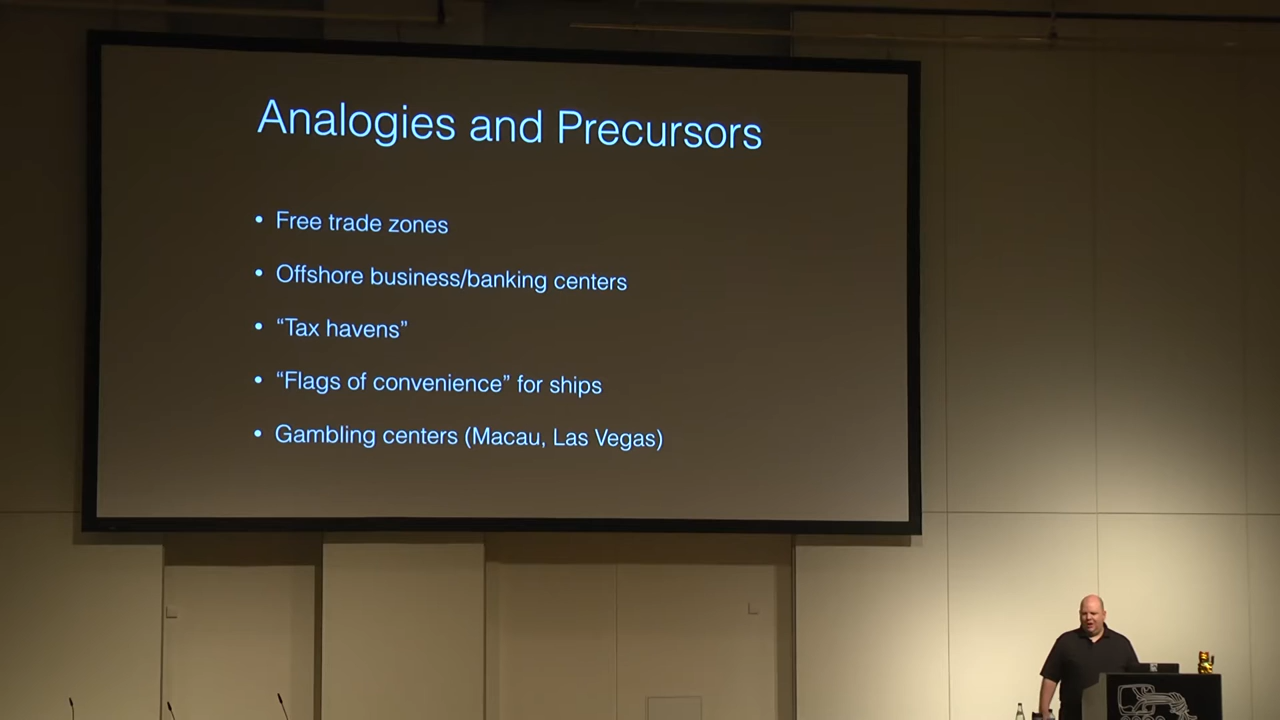 Analogies and Precursors
• Free trade zones
• Offshore business/banking centers
• “Tax havens”
• “Flags of convenience” for ships
• Gambling centers (Macau, Las Vegas)